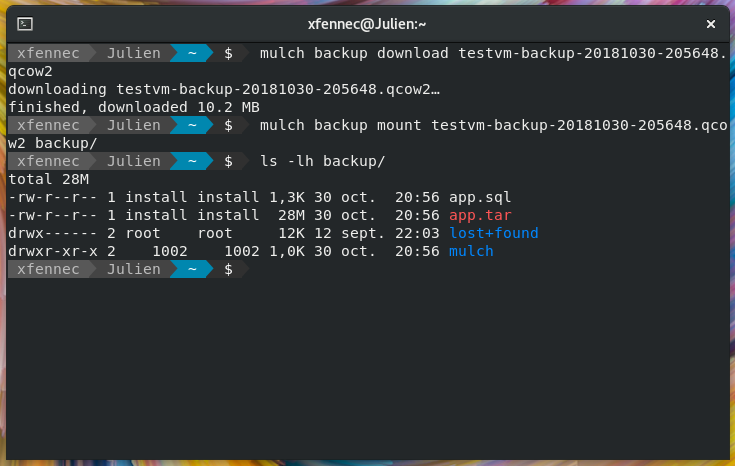 xfennec@Julien:~
xfennec Julien ~ $ mulch backup download testvm-backup-20181030-205648.
qcow2
downloading testvm-backup-20181030-205648.qcow2…
finished, downloaded 10.2 MB
xfennec Julien ~ $ mulch backup mount testvm-backup-20181030-205648.qco
w2 backup/
xfennec Julien ~ $ ls -lh backup/
total 28M
-rw-r--r-- 1 install install 1,3K 30 oct.  20:56 app.sql
-rw-r--r-- 1 install install  28M 30 oct.  20:56 app.tar
drwx------ 2 root    root     12K 12 sept. 22:03 lost+found
drwxr-xr-x 2    1002    1002 1,0K 30 oct.  20:56 mulch
xfennec Julien ~ $